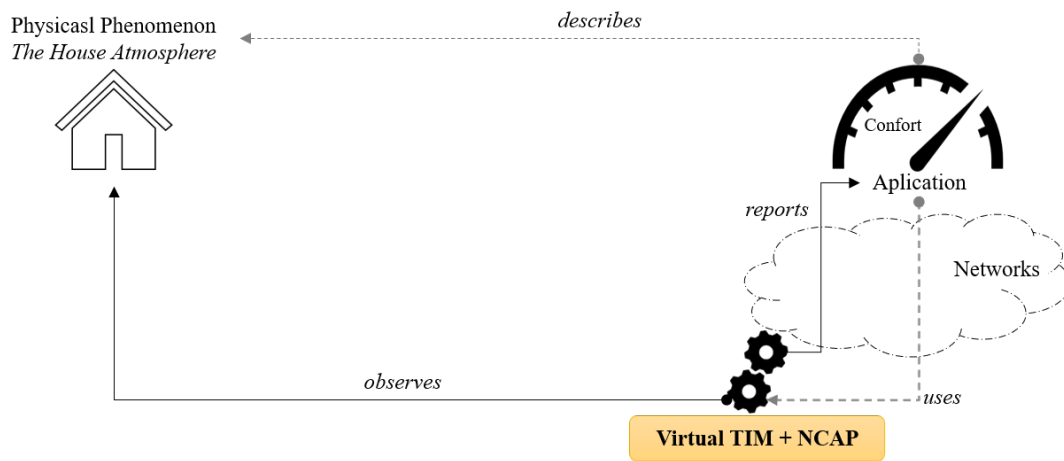 describes
Physicasl Phenomenon
The House Atmosphere
Confort
Aplication
reports
Networks
observes
uses
Virtual TIM + NCAP